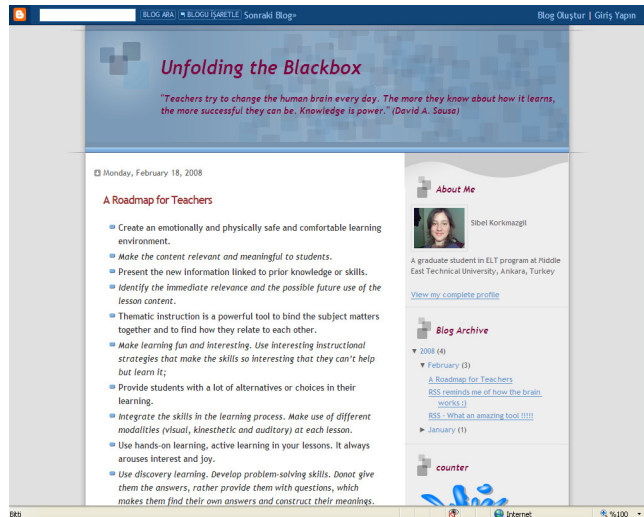 BLOG ARA BLOGU İŞARETLE Sonraki Blog»
Blog Oluştur | Giriş Yapın
Unfolding the Blackbox
"Teachers try to change the human brain every day. The more they know about how it learns,
the more successful they can be. Knowledge is power." (David A. Sousa)
Monday, February 18, 2008
A Roadmap for Teachers
Create an emotionally and physically safe and comfortable learning
environment.
Make the content relevant and meaningful to students.
Present the new information linked to prior knowledge or skills.
Identify the immediate relevance and the possible future use of the
lesson content.
Thematic instruction is a powerful tool to bind the subject matters
together and to find how they relate to each other.
Make learning fun and interesting. Use interesting instructional
strategies that make the skills so interesting that they can't help
but learn it;
Provide students with a lot of alternatives or choices in their
learning.
Integrate the skills in the learning process. Make use of different
modalities (visual, kinesthetic and auditory) at each lesson.
Use hands-on learning, active learning in your lessons. It always
arouses interest and joy.
Use discovery learning. Develop problem-solving skills. Donot give
them the answers, rather provide them with questions, which
makes them find their own answers and construct their meanings.
About Me
Sibel Korkmazgil
A graduate student in ELT program at Middle
East Technical University, Ankara, Turkey
View my complete profile
Blog Archive
▼ 2008 (4)
▼ February (3)
A Roadmap for Teachers
RSS reminds me of how the brain
works :)
RSS - What an amazing tool !!!!!
► January (1)
counter
Bitti
Internet
%100